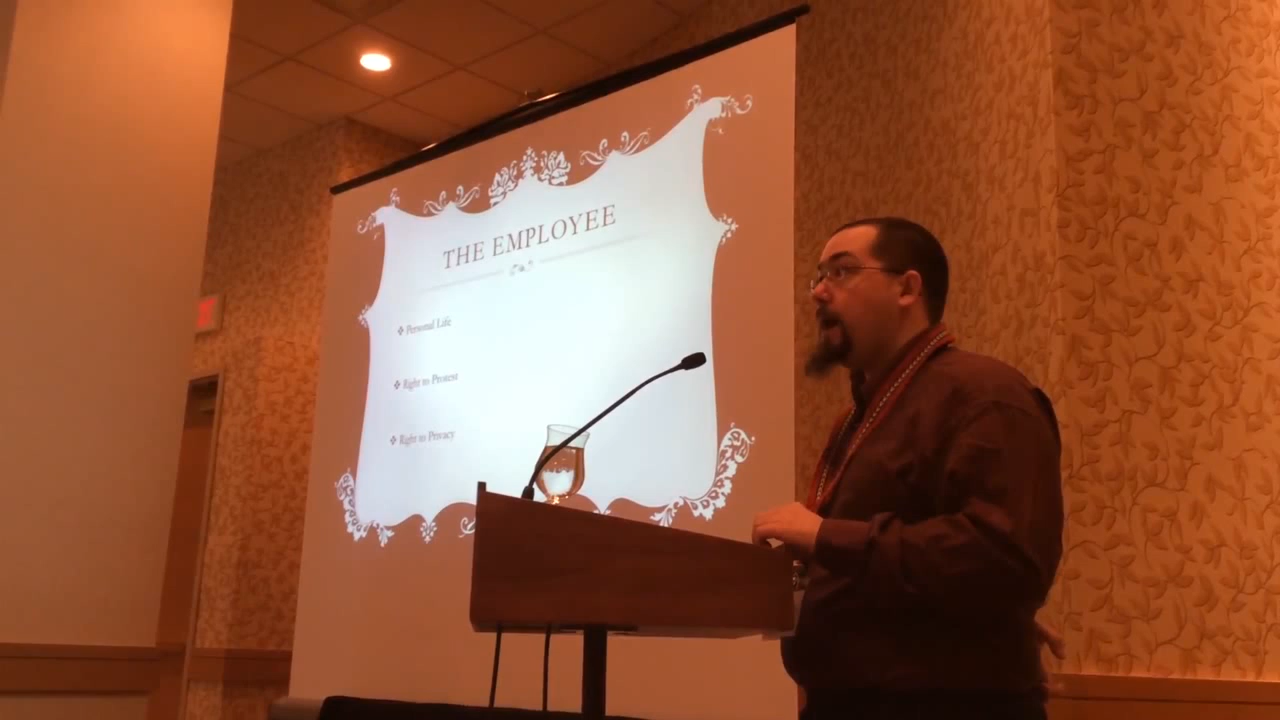 THE EMPLOYEE
❖ Personal Life
❖ Right to Protest
❖ Right to Privacy